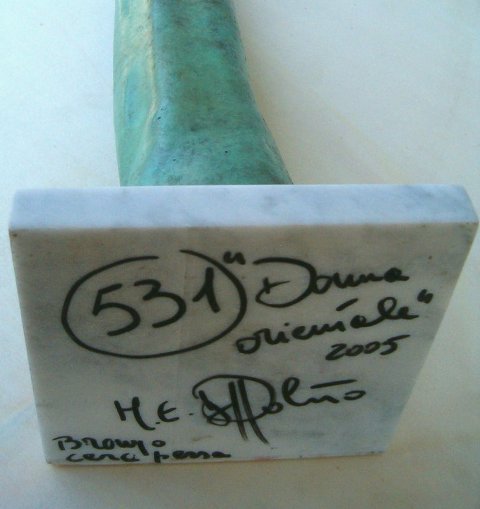 531 "Donna
orientale"
2005
M. E.
Bronzo
cera persa